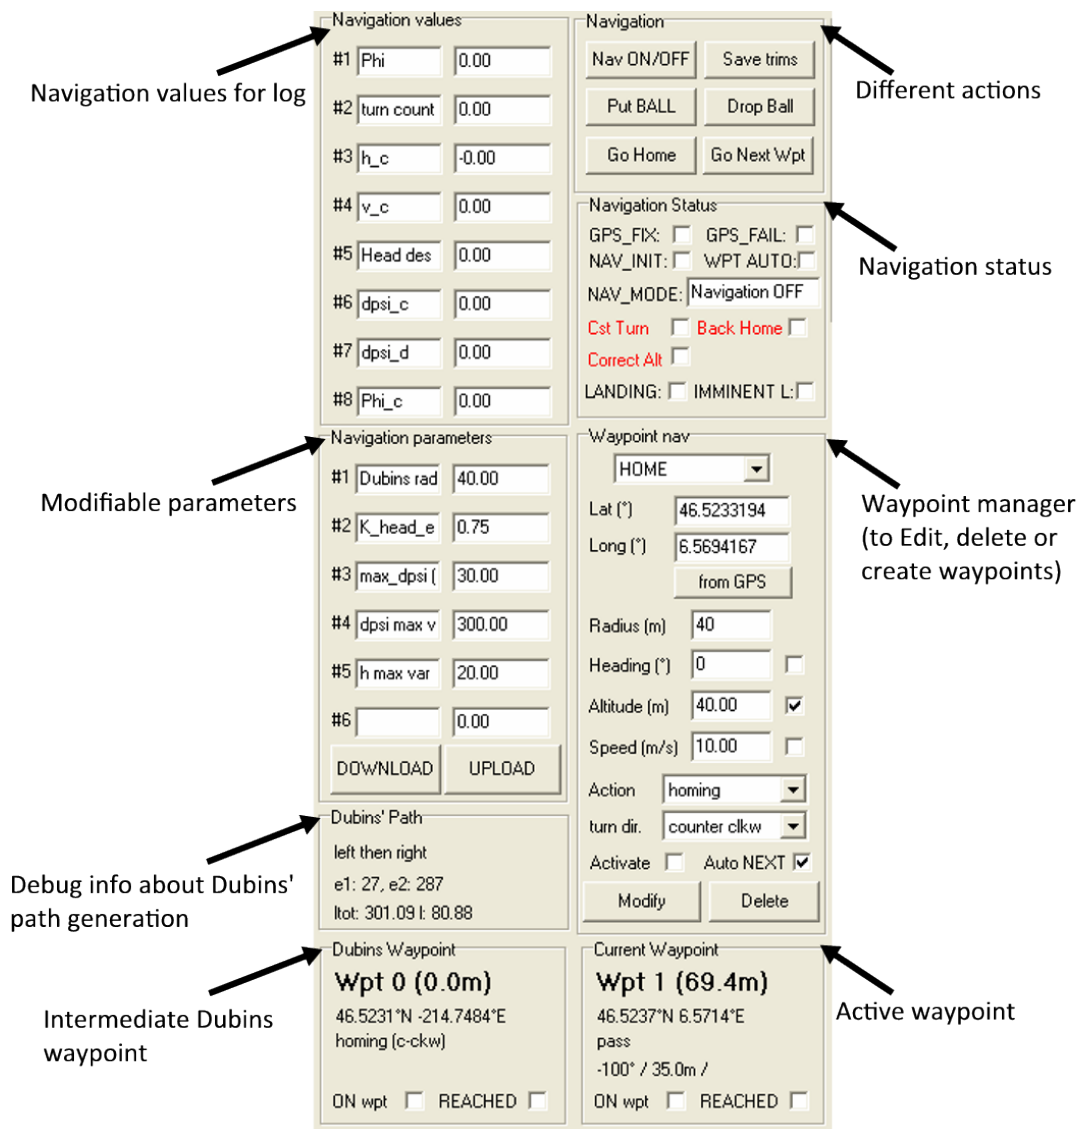 Navigation values for log
Navigation values
#1 Phi 0.00
#2 turn count 0.00
#3 h_c -0.00
#4 v_c 0.00
#5 Head des 0.00
#6 dpsi_c 0.00
#7 dpsi_d 0.00
#8 Phi_c 0.00
Navigation
Nav ON/OFF Save trims
Put BALL Drop Ball
Go Home Go Next Wpt
Different actions
Navigation Status
GPS_FIX: GPS_FAIL:
NAV_INIT: WPT AUTO:
NAV_MODE: Navigation OFF
Cst Turn Back Home
Correct Alt
LANDING: IMMINENT L:
Navigation status
Modifiable parameters
Navigation parameters
#1 Dubins rad 40.00
#2 K_head_e 0.75
#3 max_dpsi ( 30.00
#4 dpsi max v 300.00
#5 h max var 20.00
#6 0.00
DOWNLOAD UPLOAD
Waypoint nav
HOME
Lat (°) 46.5233194
Long (°) 6.5694167
from GPS
Radius (m) 40
Heading (°) 0
Altitude (m) 40.00
Speed (m/s) 10.00
Action homing
turn dir. counter clkw
Activate Auto NEXT
Modify Delete
Waypoint manager
(to Edit, delete or
create waypoints)
Debug info about Dubins'
path generation
Dubins' Path
left then right
e1: 27, e2: 287
ltot: 301.09 l: 80.88
Intermediate Dubins
waypoint
Dubins Waypoint
Wpt 0 (0.0m)
46.5231°N -214.7484°E
homing (c-ckw)
ON wpt REACHED
Current Waypoint
Wpt 1 (69.4m)
46.5237°N 6.5714°E
pass
-100° / 35.0m /
ON wpt REACHED
Active waypoint